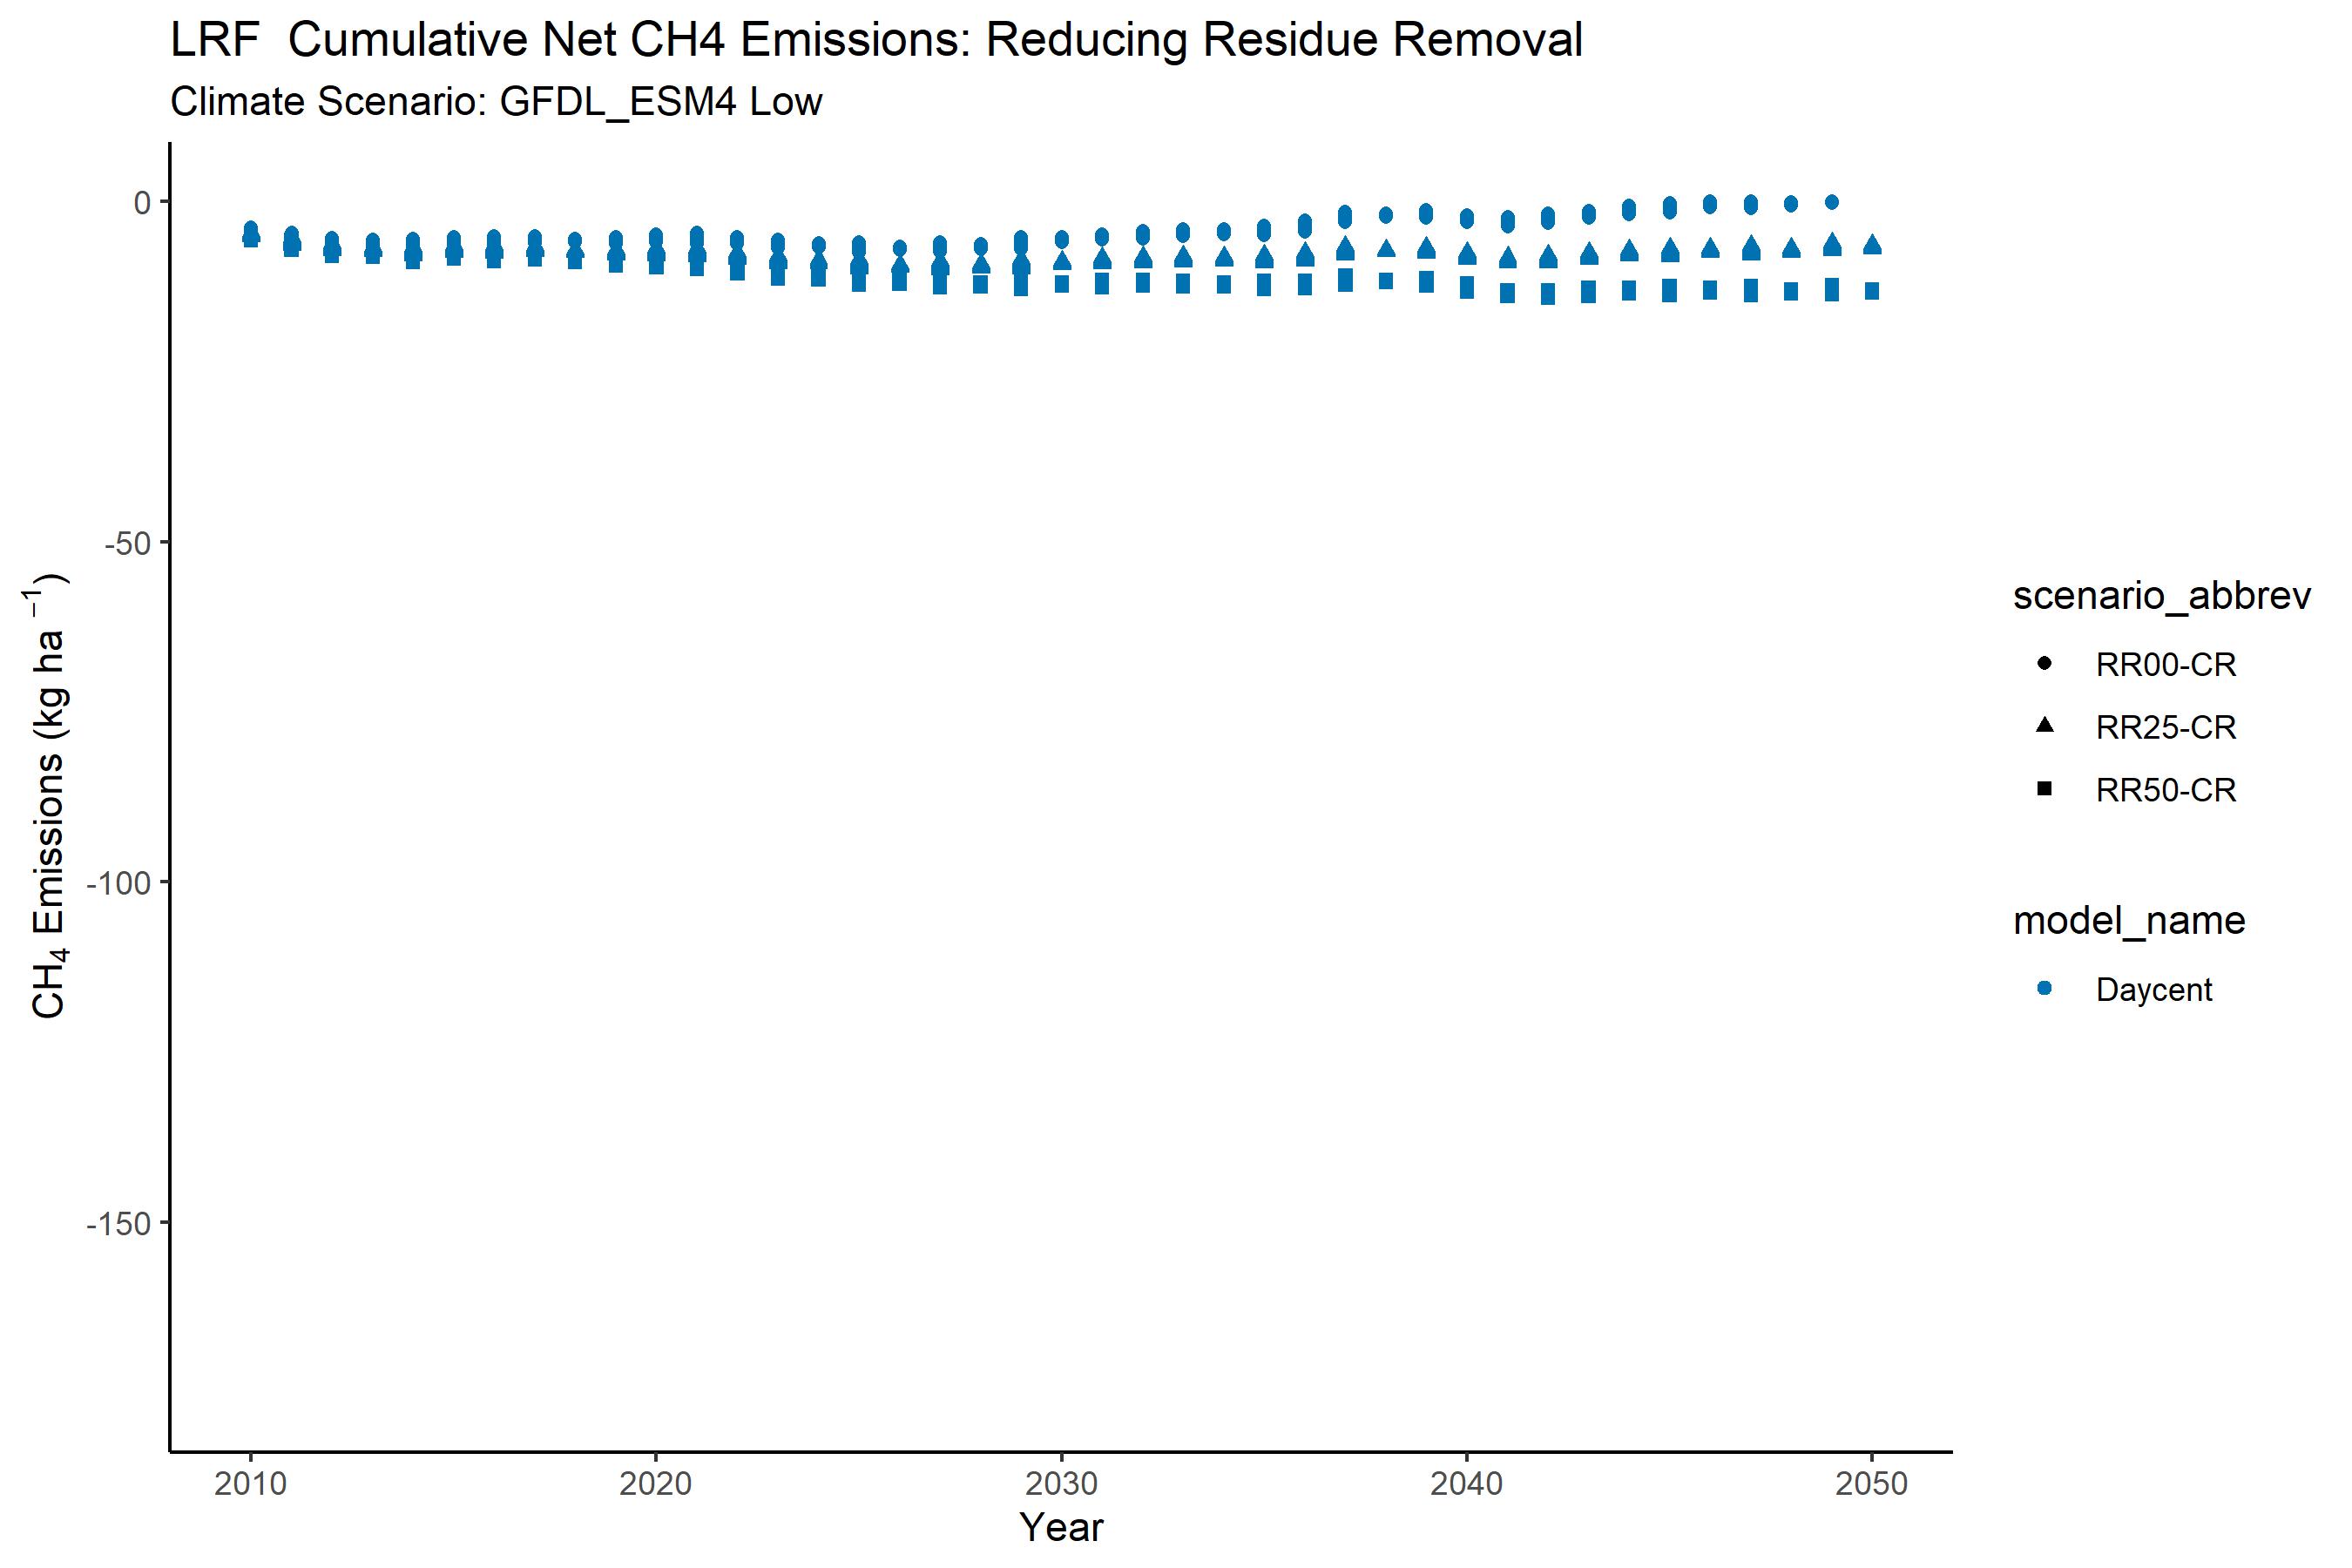 LRF  Cumulative Net CH4 Emissions: Reducing Residue Removal
Climate Scenario: GFDL_ESM4 Low
CH₄ Emissions (kg ha ⁻¹)
0
-50
-100
-150
2010 2020 2030 2040 2050
Year
scenario_abbrev
RR00-CR
RR25-CR
RR50-CR
model_name
Daycent